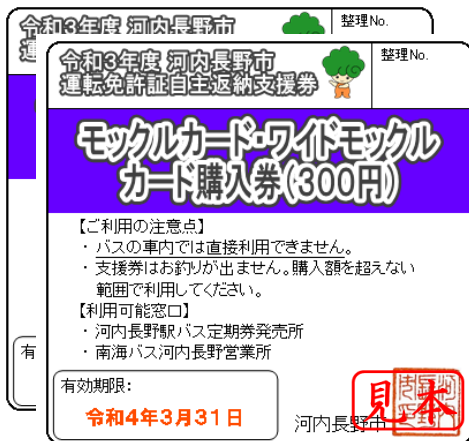 令和3年度 河内長野市
運
整理No.
有
令和3年度 河内長野市
運転免許証自主返納支援券
整理No.
モックルカード・ワイドモックル
カード購入券(300円)
【ご利用の注意点】
・バスの車内では直接利用できません。
・支援券はお釣りが出ません。購入額を超えない
範囲で利用してください。
【利用可能窓口】
・河内長野駅バス定期券発売所
・南海バス河内長野営業所
有効期限:
令和4年3月31日
河内長野市
見本